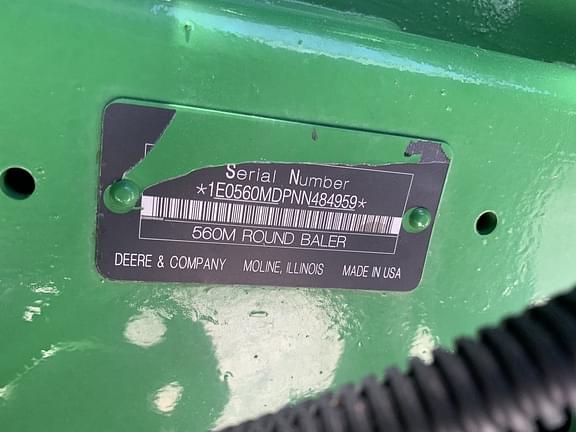 Serial Number
*1E0560MDPNN484959*
560M ROUND BALER
DEERE & COMPANY MOLINE, ILLINOIS MADE IN USA